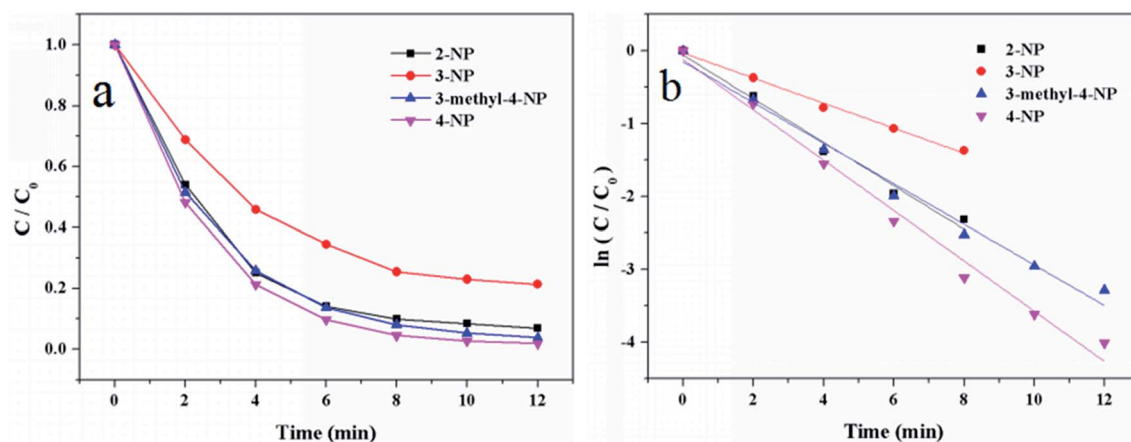 a
1.0
0.8
0.6
0.4
0.2
0.0
C / C₀
2-NP
3-NP
3-methyl-4-NP
4-NP
0 2 4 6 8 10 12
Time (min)
b
0
-1
-2
-3
-4
ln ( C / C₀ )
2-NP
3-NP
3-methyl-4-NP
4-NP
0 2 4 6 8 10 12
Time (min)